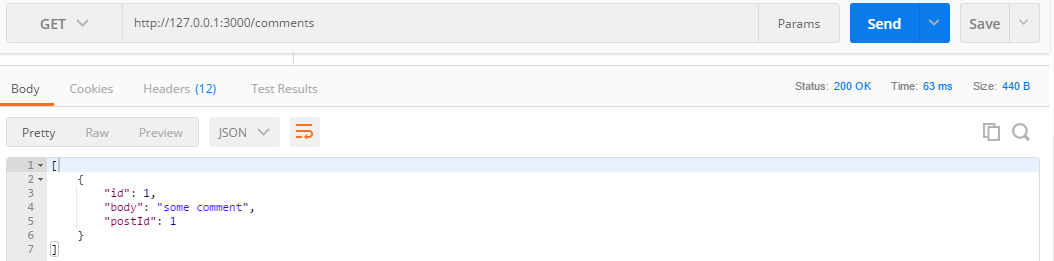 GET http://127.0.0.1:3000/comments Params Send Save
Body Cookies Headers (12) Test Results Status: 200 OK Time: 63 ms Size: 440 B
Pretty Raw Preview JSON
1 [
2 {
3 "id": 1,
4 "body": "some comment",
5 "postId": 1
6 }
7 ]